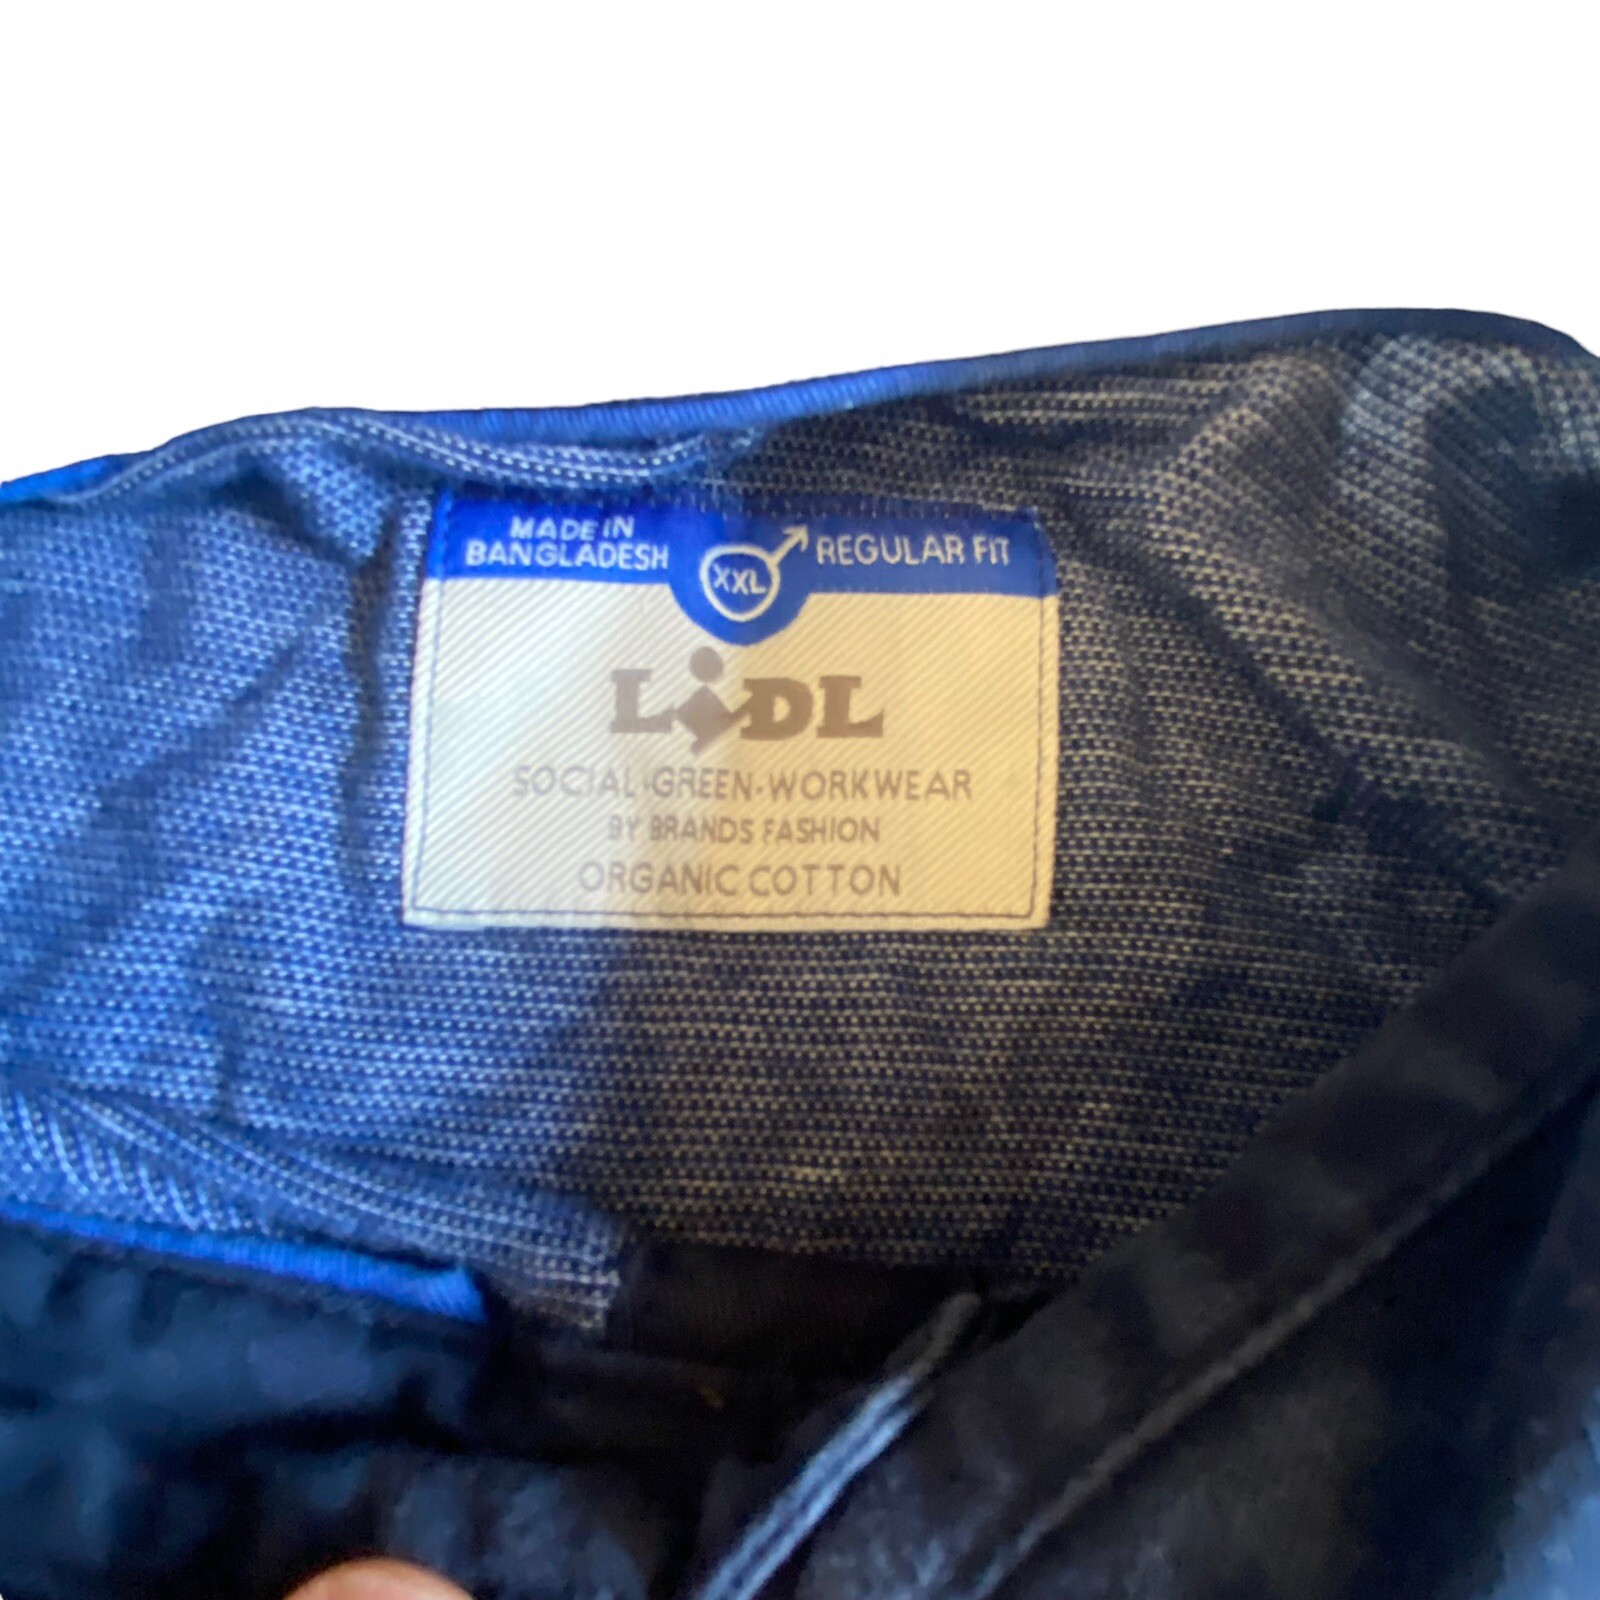 MADE IN
BANGLADESH
XXL
REGULAR FIT
LIDL
SOCIAL·GREEN·WORKWEAR
BY BRANDS FASHION
ORGANIC COTTON